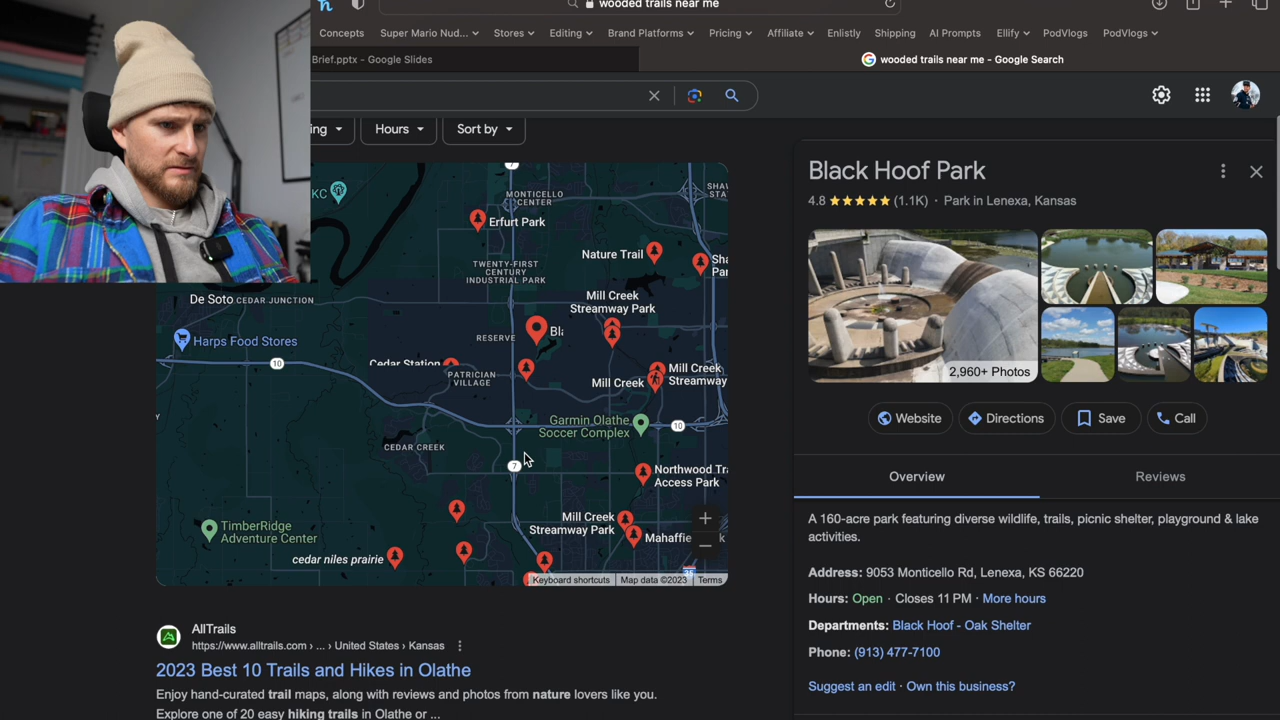 wooded trails near me
Concepts Super Mario Nud... Stores Editing Brand Platforms Pricing Affiliate Enlistly Shipping AI Prompts Ellify PodVlogs PodVlogs
Brief.pptx - Google Slides
wooded trails near me - Google Search
Hours
Sort by
KC
7
MONTICELLO
CENTER
Erfurt Park
Nature Trail
TWENTY-FIRST
CENTURY
INDUSTRIAL PARK
De Soto
CEDAR JUNCTION
Mill Creek
Streamway Park
Harps Food Stores
RESERVE
10
Cedar Station
PATRICIAN
VILLAGE
Mill Creek
Mill Creek
Streamway
Garmin Olathe
Soccer Complex
10
CEDAR CREEK
7
Northwood Tra
Access Park
TimberRidge
Adventure Center
Mill Creek
Streamway Park
Mahaffie
cedar niles prairie
35
Keyboard shortcuts
Map data ©2023
Terms
AllTrails
https://www.alltrails.com › ... › United States › Kansas
2023 Best 10 Trails and Hikes in Olathe
Enjoy hand-curated trail maps, along with reviews and photos from nature lovers like you.
Explore one of 20 easy hiking trails in Olathe or ...
Black Hoof Park
4.8 ★★★★★ (1.1K) · Park in Lenexa, Kansas
2,960+ Photos
Website
Directions
Save
Call
Overview
Reviews
A 160-acre park featuring diverse wildlife, trails, picnic shelter, playground & lake
activities.
Address: 9053 Monticello Rd, Lenexa, KS 66220
Hours: Open · Closes 11 PM · More hours
Departments: Black Hoof - Oak Shelter
Phone: (913) 477-7100
Suggest an edit · Own this business?